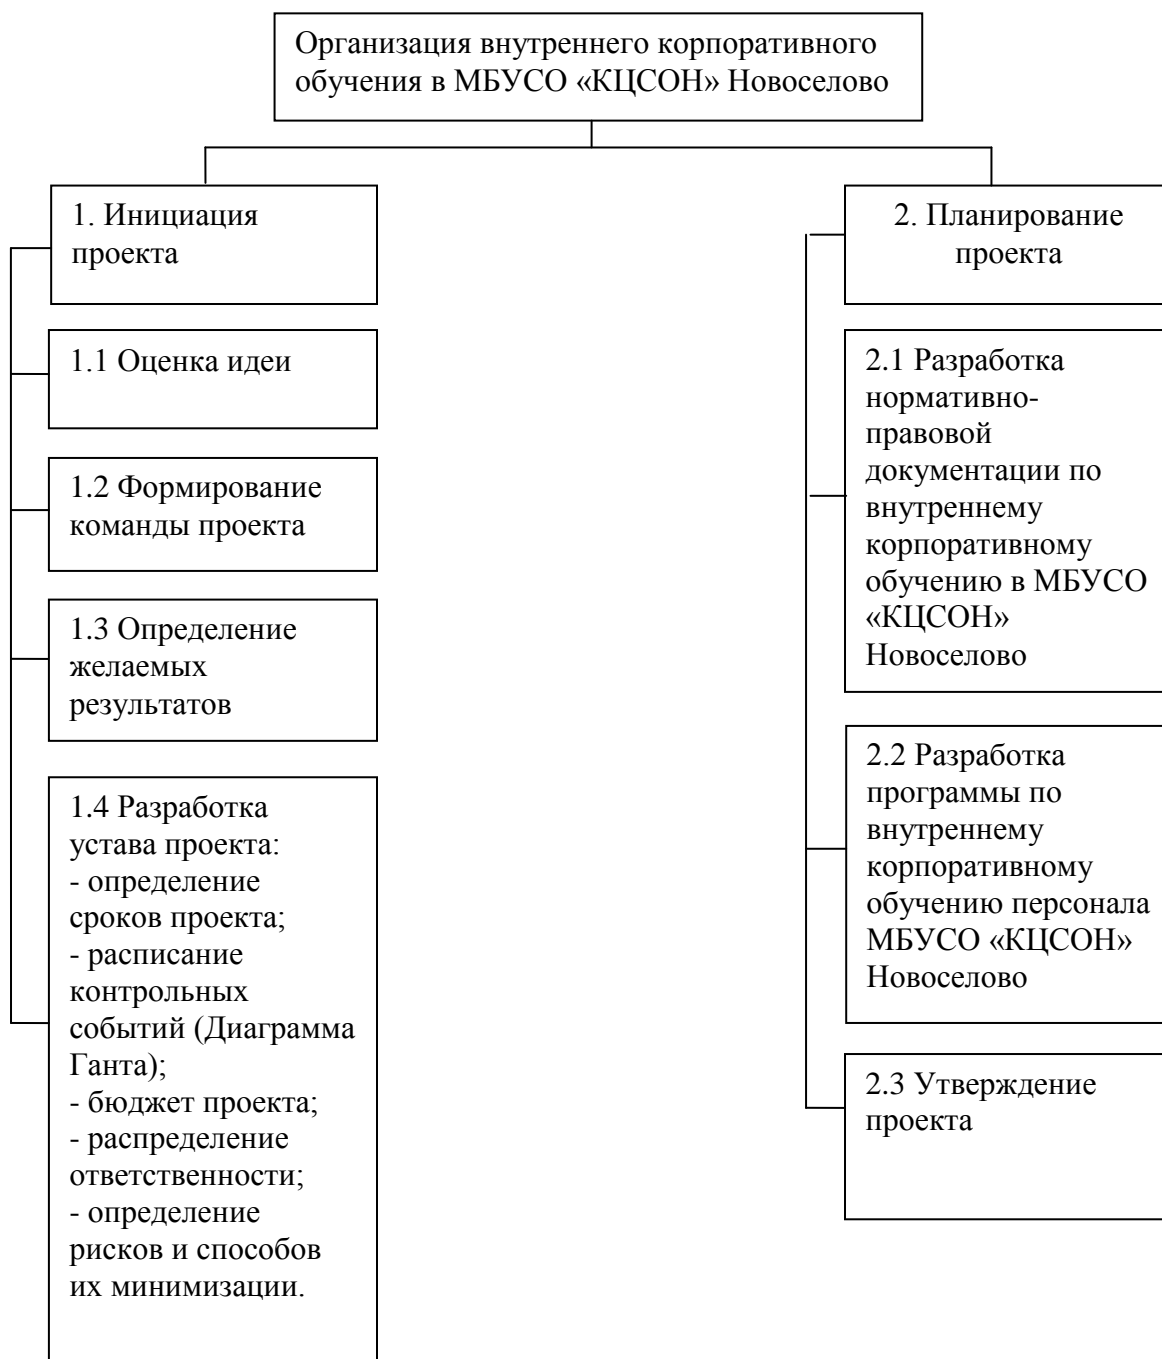 Организация внутреннего корпоративного
обучения в МБУСО «КЦСОН» Новоселово
1. Инициация
проекта
1.1 Оценка идеи
1.2 Формирование
команды проекта
1.3 Определение
желаемых
результатов
1.4 Разработка
устава проекта:
- определение
сроков проекта;
- расписание
контрольных
событий (Диаграмма
Ганта);
- бюджет проекта;
- распределение
ответственности;
- определение
рисков и способов
их минимизации.
2. Планирование
проекта
2.1 Разработка
нормативно-
правовой
документации по
внутреннему
корпоративному
обучению в МБУСО
«КЦСОН»
Новоселово
2.2 Разработка
программы по
внутреннему
корпоративному
обучению персонала
МБУСО «КЦСОН»
Новоселово
2.3 Утверждение
проекта